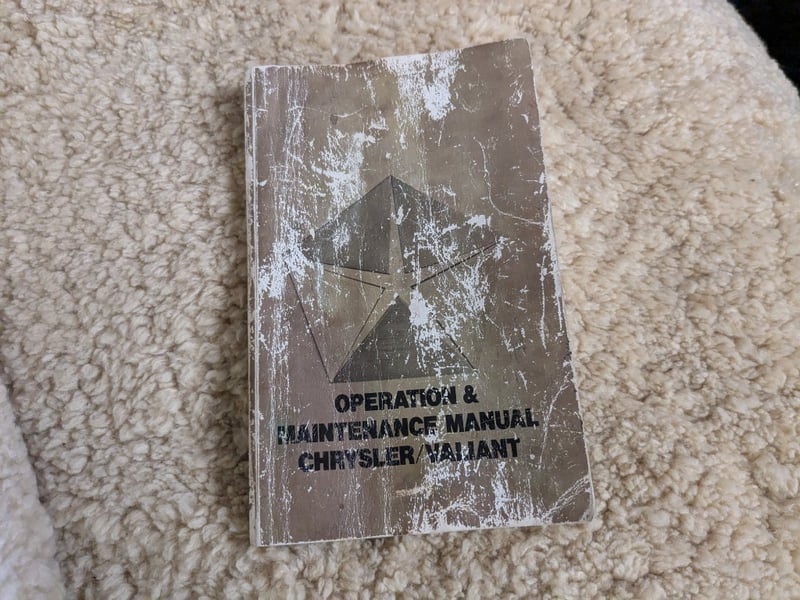 OPERATION &
MAINTENANCE MANUAL
CHRYSLER/VALIANT